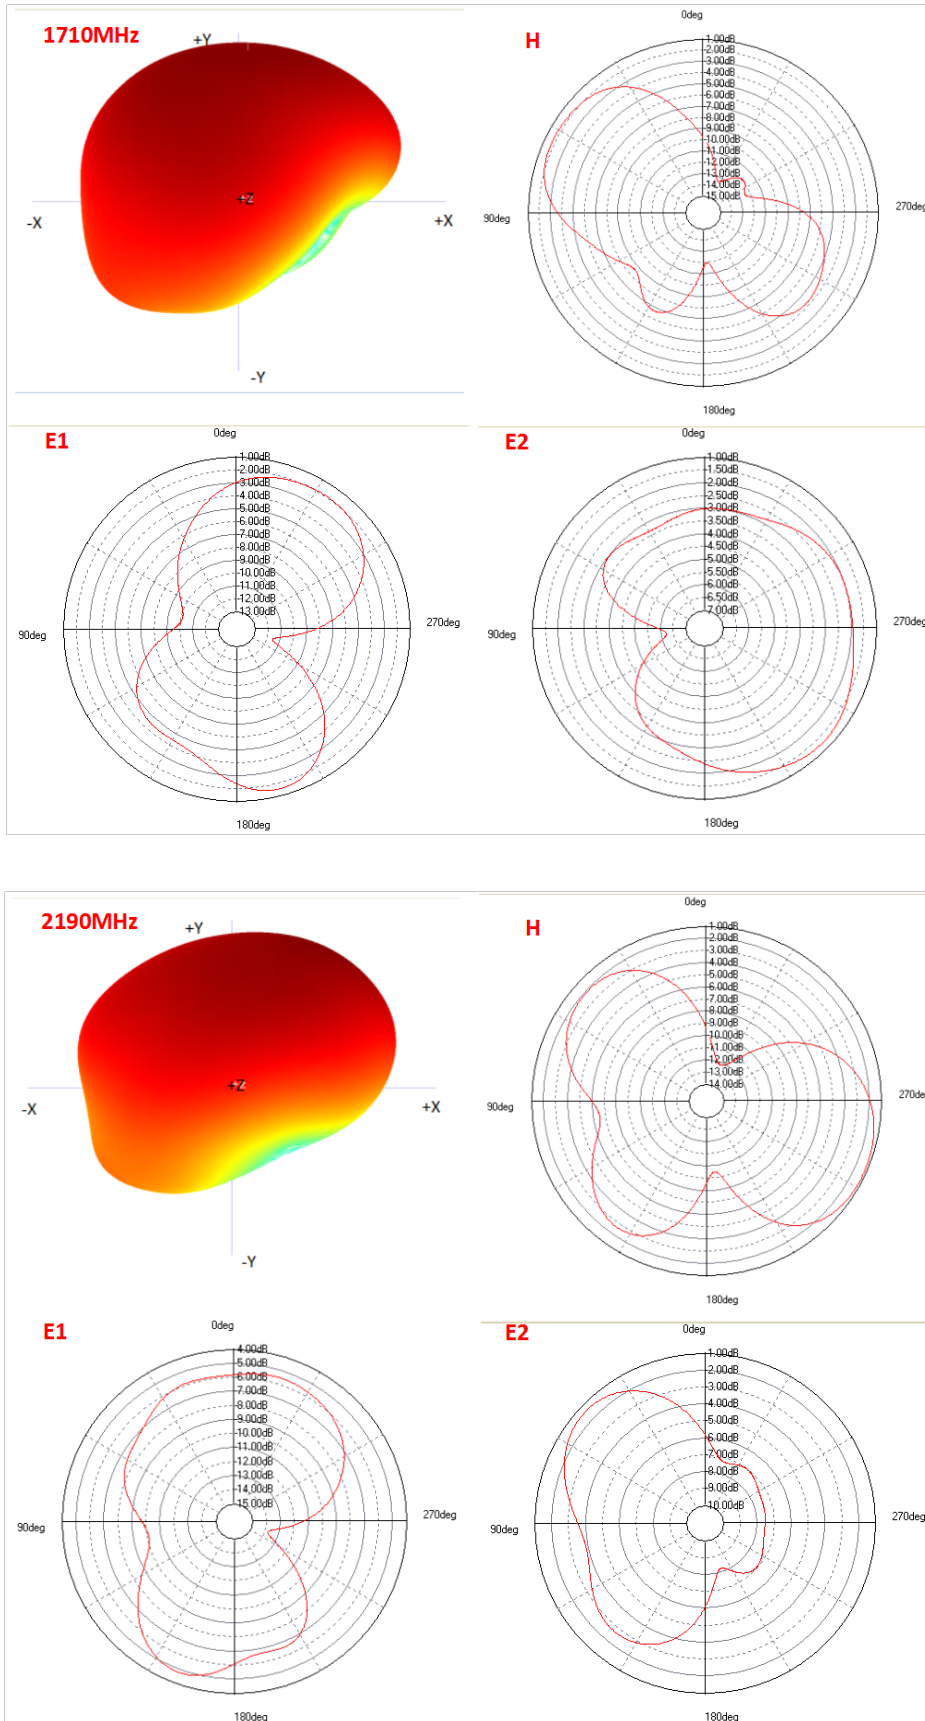 1710MHz
+Y
+Z
-X
+X
-Y
H
0deg
-1.00dB
-2.00dB
-3.00dB
-4.00dB
-5.00dB
-6.00dB
-7.00dB
-8.00dB
-9.00dB
-10.00dB
-11.00dB
-12.00dB
-13.00dB
-14.00dB
-15.00dB
90deg
270deg
180deg
E1
0deg
-1.00dB
-2.00dB
-3.00dB
-4.00dB
-5.00dB
-6.00dB
-7.00dB
-8.00dB
-9.00dB
-10.00dB
-11.00dB
-12.00dB
-13.00dB
90deg
270deg
180deg
E2
0deg
-1.00dB
-1.50dB
-2.00dB
-2.50dB
-3.00dB
-3.50dB
-4.00dB
-4.50dB
-5.00dB
-5.50dB
-6.00dB
-6.50dB
-7.00dB
90deg
270deg
180deg
2190MHz
+Y
+Z
-X
+X
-Y
H
0deg
-1.00dB
-2.00dB
-3.00dB
-4.00dB
-5.00dB
-6.00dB
-7.00dB
-8.00dB
-9.00dB
-10.00dB
-11.00dB
-12.00dB
-13.00dB
-14.00dB
90deg
270deg
180deg
E1
0deg
-4.00dB
-5.00dB
-6.00dB
-7.00dB
-8.00dB
-9.00dB
-10.00dB
-11.00dB
-12.00dB
-13.00dB
-14.00dB
-15.00dB
90deg
270deg
180deg
E2
0deg
-1.00dB
-2.00dB
-3.00dB
-4.00dB
-5.00dB
-6.00dB
-7.00dB
-8.00dB
-9.00dB
-10.00dB
90deg
270deg
180deg